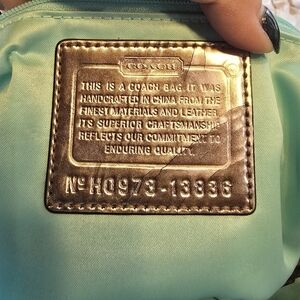 COACH
THIS IS A COACH BAG. IT WAS
HANDCRAFTED IN CHINA FROM THE
FINEST MATERIALS AND LEATHER.
ITS SUPERIOR CRAFTSMANSHIP
REFLECTS OUR COMMITMENT TO
ENDURING QUALITY.
Nº H0973-13836